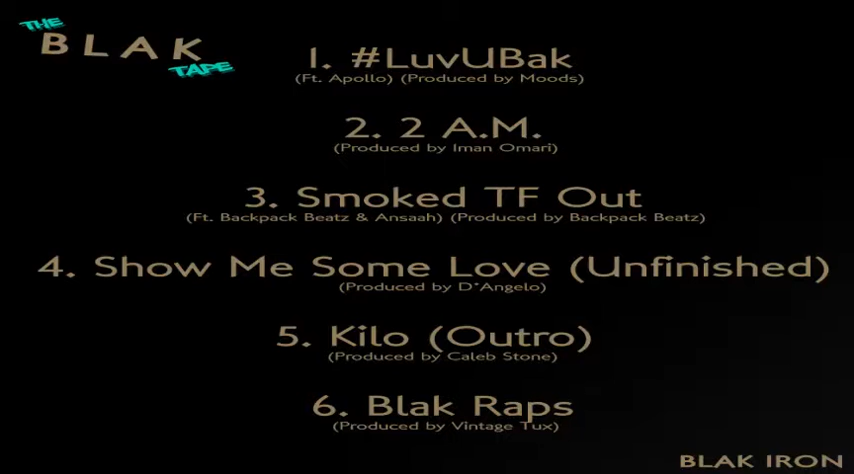 THE
BLAK
TAPE
1. #LuvUBak
(Ft. Apollo) (Produced by Moods)
2. 2 A.M.
(Produced by Iman Omari)
3. Smoked TF Out
(Ft. Backpack Beatz & Ansaah) (Produced by Backpack Beatz)
4. Show Me Some Love (Unfinished)
(Produced by D'Angelo)
5. Kilo (Outro)
(Produced by Caleb Stone)
6. Blak Raps
(Produced by Vintage Tux)
BLAK IRON